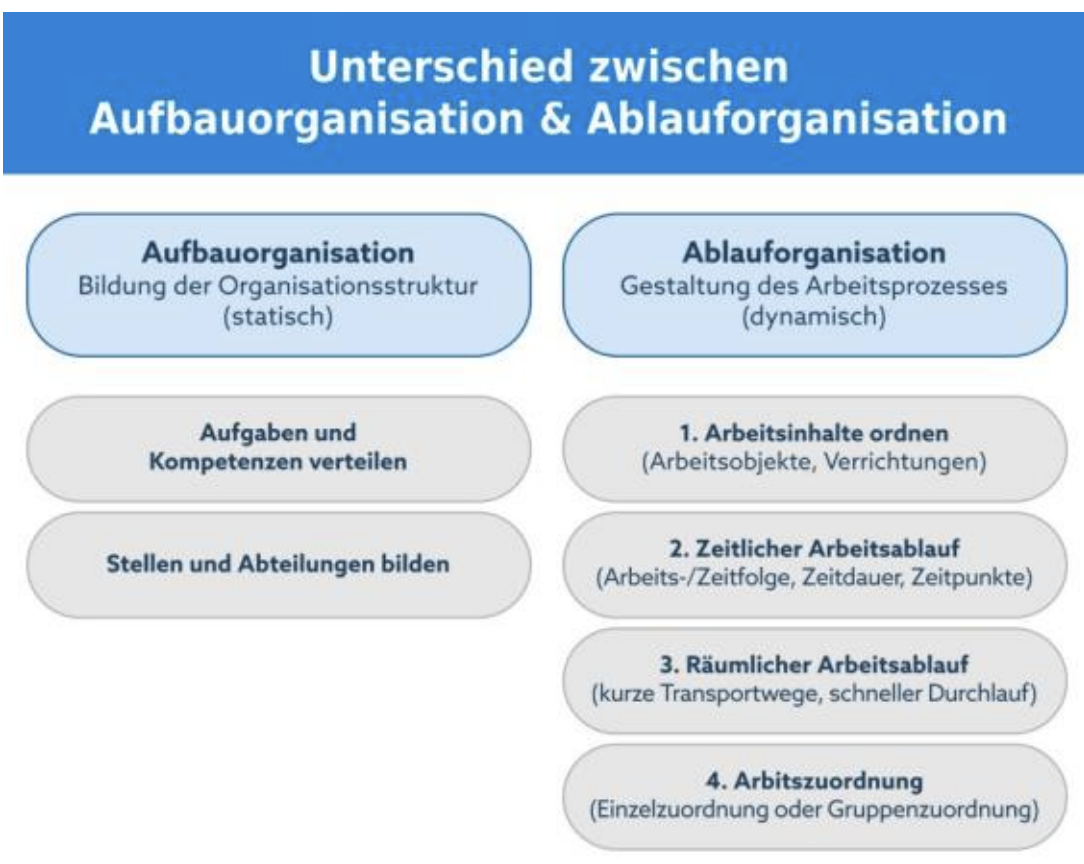 Unterschied zwischen
Aufbauorganisation & Ablauforganisation
Aufbauorganisation
Bildung der Organisationsstruktur
(statisch)
Aufgaben und
Kompetenzen verteilen
Stellen und Abteilungen bilden
Ablauforganisation
Gestaltung des Arbeitsprozesses
(dynamisch)
1. Arbeitsinhalte ordnen
(Arbeitsobjekte, Verrichtungen)
2. Zeitlicher Arbeitsablauf
(Arbeits-/Zeitfolge, Zeitdauer, Zeitpunkte)
3. Räumlicher Arbeitsablauf
(kurze Transportwege, schneller Durchlauf)
4. Arbitszuordnung
(Einzelzuordnung oder Gruppenzuordnung)